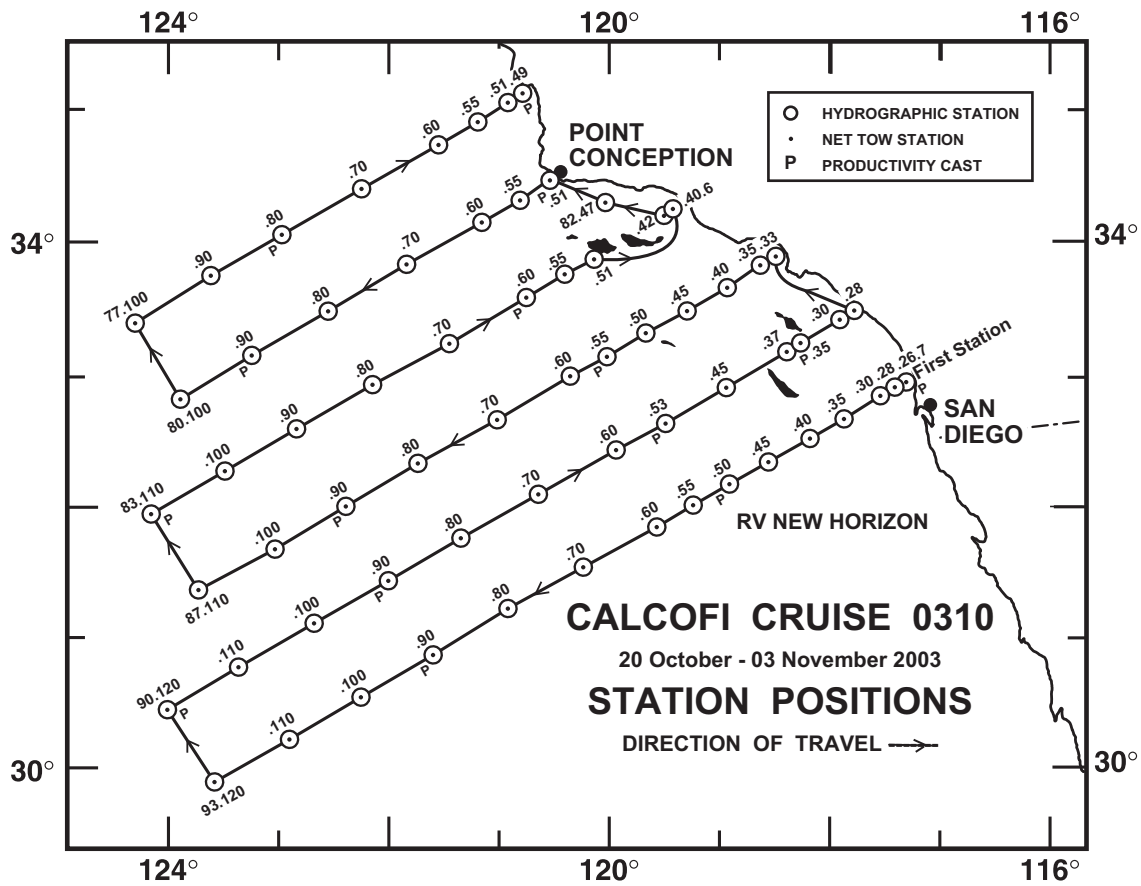 124°
120°
116°
HYDROGRAPHIC STATION
NET TOW STATION
P PRODUCTIVITY CAST
POINT
CONCEPTION
34°
34°
77.100
.90
.80
P
.70
.60
.55
.51
.49
P
80.100
.90
P
.80
.70
.60
.55
P
.51
82.47
.42
.40.6
83.110
P
.100
.90
.80
.70
.60
P
.55
.51
87.110
.100
.90
P
.80
.70
.60
.55
P
.50
.45
.40
.35
.33
90.120
P
.110
.100
.90
P
.80
.70
.60
.53
P
.45
.37
P.35
.30
.28
93.120
.110
.100
.90
P
.80
.70
.60
.55
.50
P
.45
.40
.35
.30
.28
.26.7
First Station
P
SAN
DIEGO
RV NEW HORIZON
CALCOFI CRUISE 0310
20 October - 03 November 2003
STATION POSITIONS
DIRECTION OF TRAVEL
30°
30°
124°
120°
116°